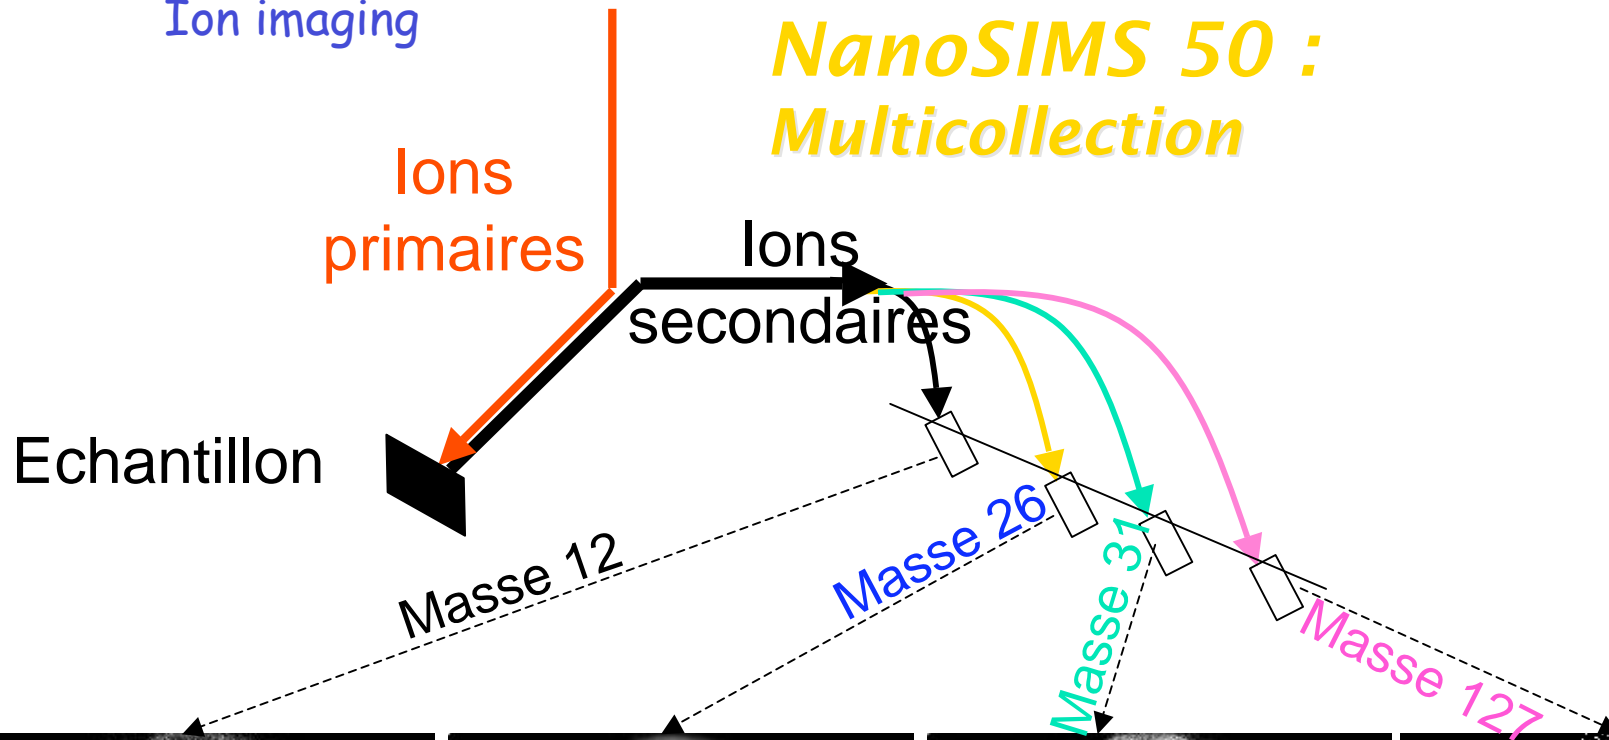 Ion imaging
NanoSIMS 50 :
Multicollection
Ions
primaires
Ions
secondaires
Echantillon
Masse 12
Masse 26
Masse 31
Masse 127